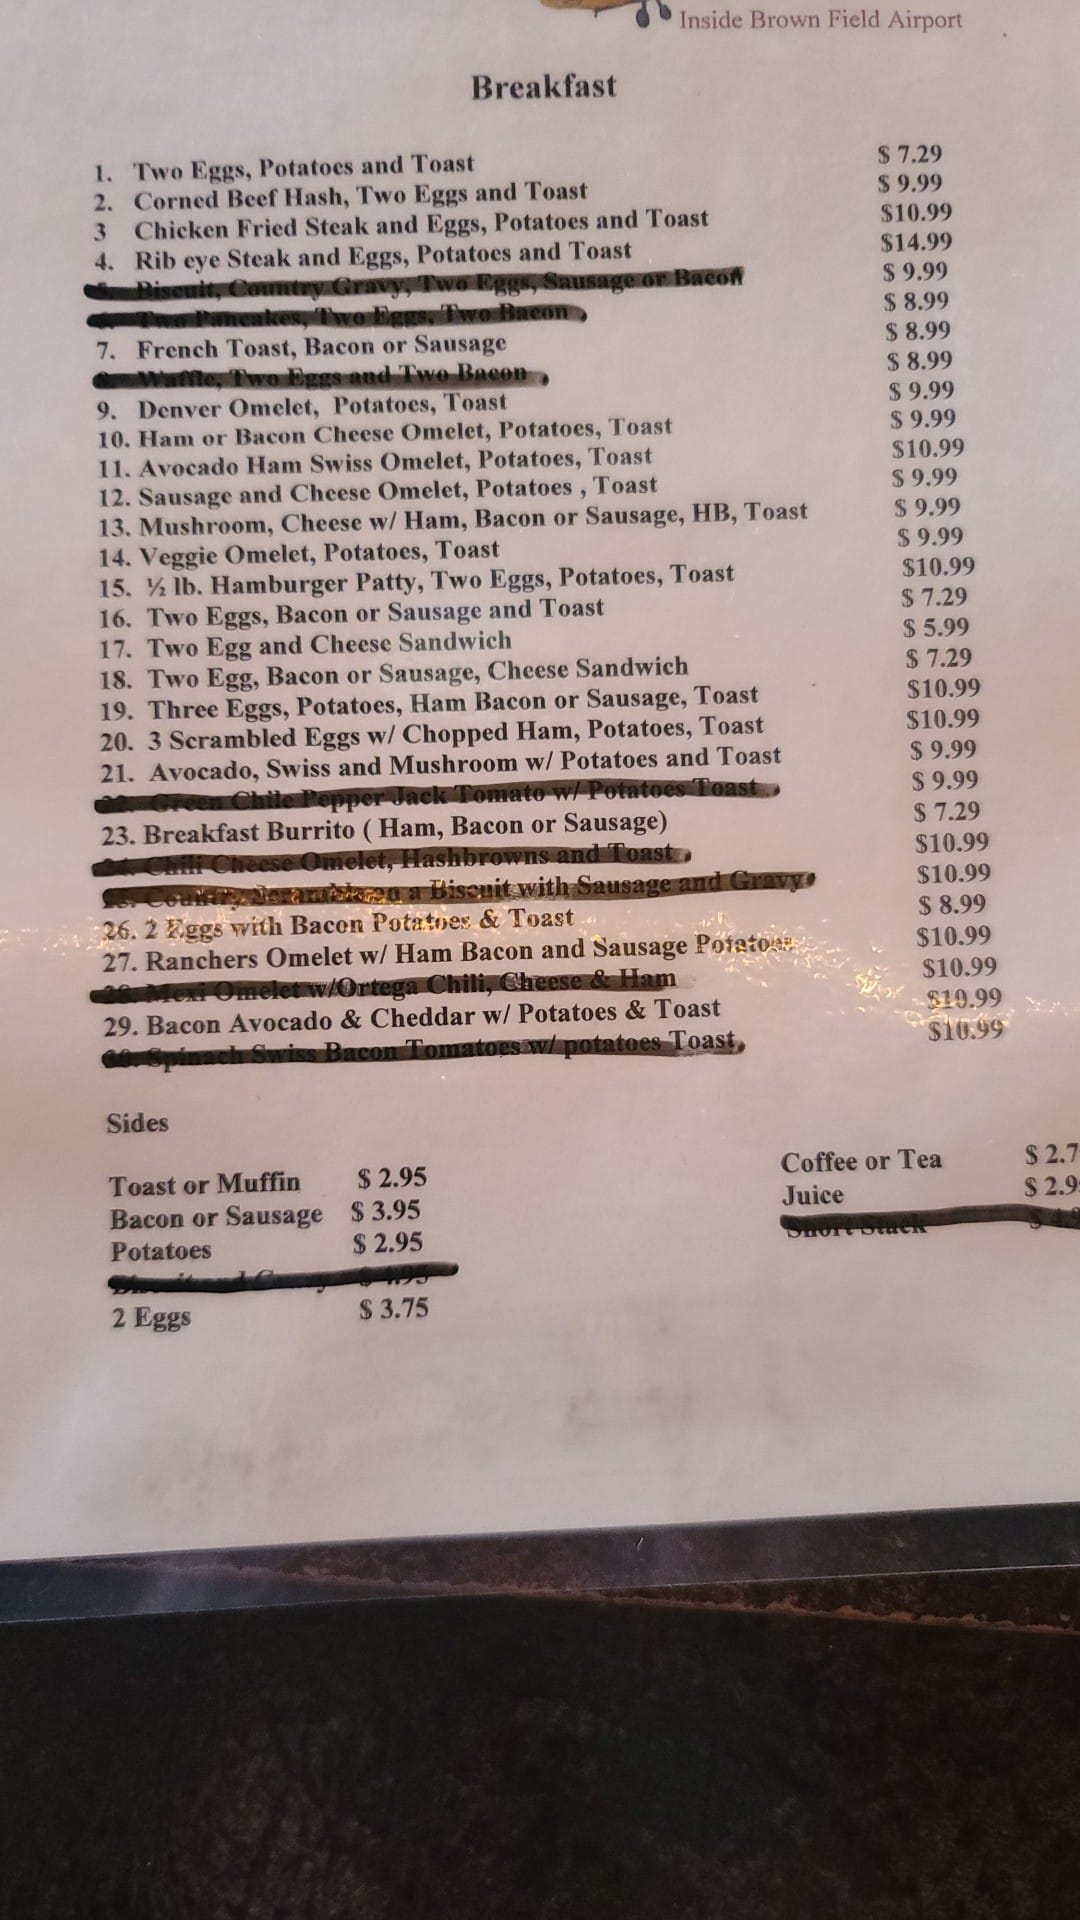 Inside Brown Field Airport
Breakfast
1. Two Eggs, Potatoes and Toast $ 7.29
2. Corned Beef Hash, Two Eggs and Toast $ 9.99
3 Chicken Fried Steak and Eggs, Potatoes and Toast $10.99
4. Rib eye Steak and Eggs, Potatoes and Toast $14.99
Biscuit, Country Gravy, Two Eggs, Sausage or Bacon $ 9.99
Two Pancakes, Two Eggs, Two Bacon $ 8.99
7. French Toast, Bacon or Sausage $ 8.99
Waffle, Two Eggs and Two Bacon $ 8.99
9. Denver Omelet, Potatoes, Toast $ 9.99
10. Ham or Bacon Cheese Omelet, Potatoes, Toast $ 9.99
11. Avocado Ham Swiss Omelet, Potatoes, Toast $10.99
12. Sausage and Cheese Omelet, Potatoes , Toast $ 9.99
13. Mushroom, Cheese w/ Ham, Bacon or Sausage, HB, Toast $ 9.99
14. Veggie Omelet, Potatoes, Toast $ 9.99
15. ½ lb. Hamburger Patty, Two Eggs, Potatoes, Toast $10.99
16. Two Eggs, Bacon or Sausage and Toast $ 7.29
17. Two Egg and Cheese Sandwich $ 5.99
18. Two Egg, Bacon or Sausage, Cheese Sandwich $ 7.29
19. Three Eggs, Potatoes, Ham Bacon or Sausage, Toast $10.99
20. 3 Scrambled Eggs w/ Chopped Ham, Potatoes, Toast $10.99
21. Avocado, Swiss and Mushroom w/ Potatoes and Toast $ 9.99
22. Green Chile Pepper Jack Tomato w/ Potatoes Toast $ 9.99
23. Breakfast Burrito ( Ham, Bacon or Sausage) $ 7.29
24. Chili Cheese Omelet, Hashbrowns and Toast $10.99
Country on a Biscuit with Sausage and Gravy $10.99
26. 2 Eggs with Bacon Potatoes & Toast $ 8.99
27. Ranchers Omelet w/ Ham Bacon and Sausage Potatoes $10.99
28. Mexi Omelet w/Ortega Chili, Cheese & Ham $10.99
29. Bacon Avocado & Cheddar w/ Potatoes & Toast $10.99
Spinach Swiss Bacon Tomatoes w/ potatoes Toast $10.99
Sides
Toast or Muffin $ 2.95
Bacon or Sausage $ 3.95
Potatoes $ 2.95
2 Eggs $ 3.75
Coffee or Tea $ 2.7
Juice $ 2.9
Short Stack